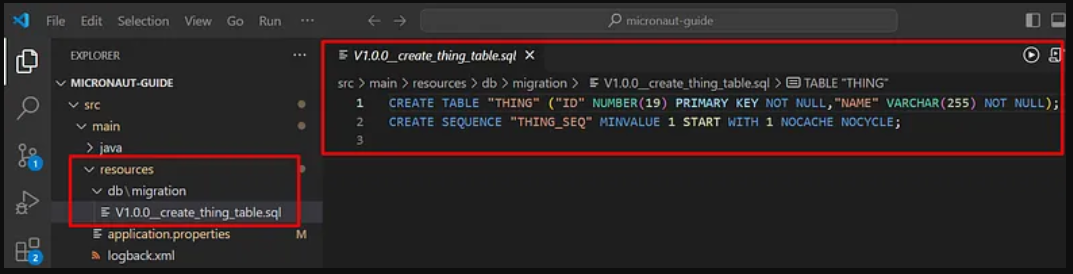 File Edit Selection View Go Run ··· micronaut-guide
EXPLORER ···
MICRONAUT-GUIDE
src
main
java
resources
db\migration
V1.0.0__create_thing_table.sql
application.properties M
logback.xml
1
2
V1.0.0__create_thing_table.sql
src > main > resources > db > migration > V1.0.0__create_thing_table.sql > TABLE "THING"
1 CREATE TABLE "THING" ("ID" NUMBER(19) PRIMARY KEY NOT NULL,"NAME" VARCHAR(255) NOT NULL);
2 CREATE SEQUENCE "THING_SEQ" MINVALUE 1 START WITH 1 NOCACHE NOCYCLE;
3